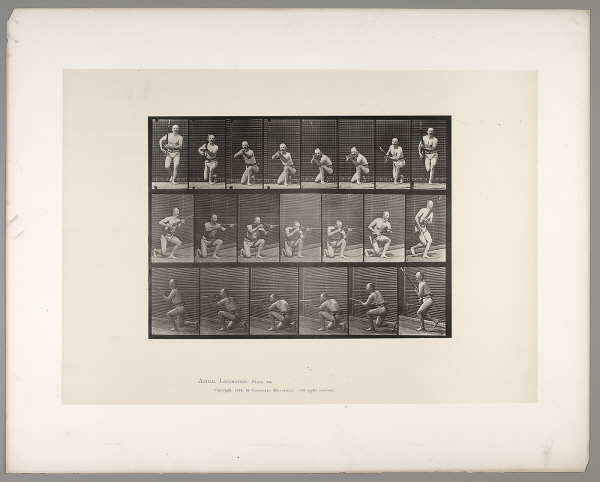 ANIMAL LOCOMOTION. PLATE
Copyright, 1887, by EADWEARD MUYBRIDGE. All rights reserved.